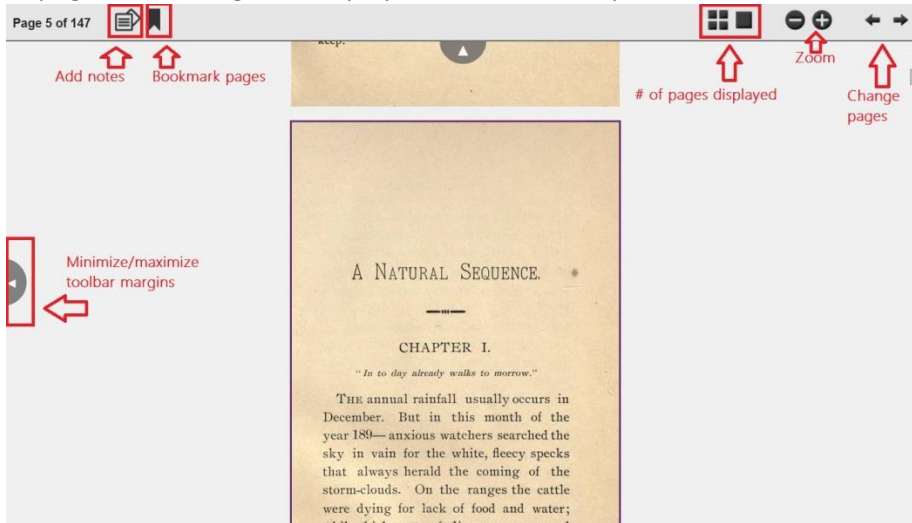 Page 5 of 147
Add notes
Bookmark pages
# of pages displayed
Zoom
Change
pages
keep.
Minimize/maximize
toolbar margins
A NATURAL SEQUENCE.
CHAPTER I.
"In to day already walks to morrow."
THE annual rainfall usually occurs in
December. But in this month of the
year 189— anxious watchers searched the
sky in vain for the white, fleecy specks
that always herald the coming of the
storm-clouds. On the ranges the cattle
were dying for lack of food and water;